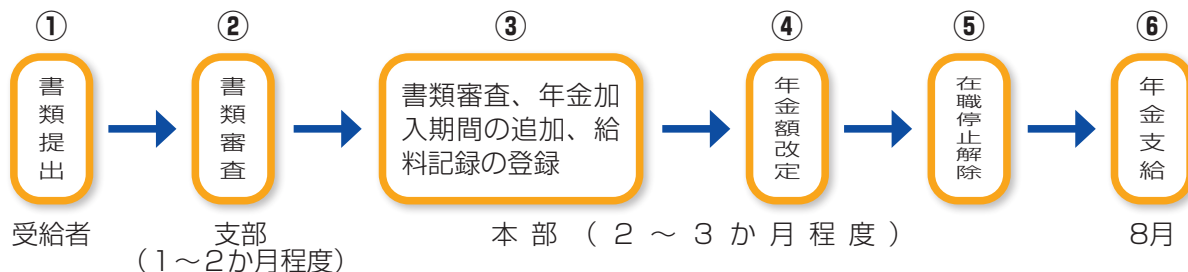 ① ② ③ ④ ⑤ ⑥
書類提出
書類審査
書類審査、年金加
入期間の追加、給
料記録の登録
年金額改定
在職停止解除
年金支給
受給者
支部
（1～2か月程度）
本部（2～3か月程度）
8月